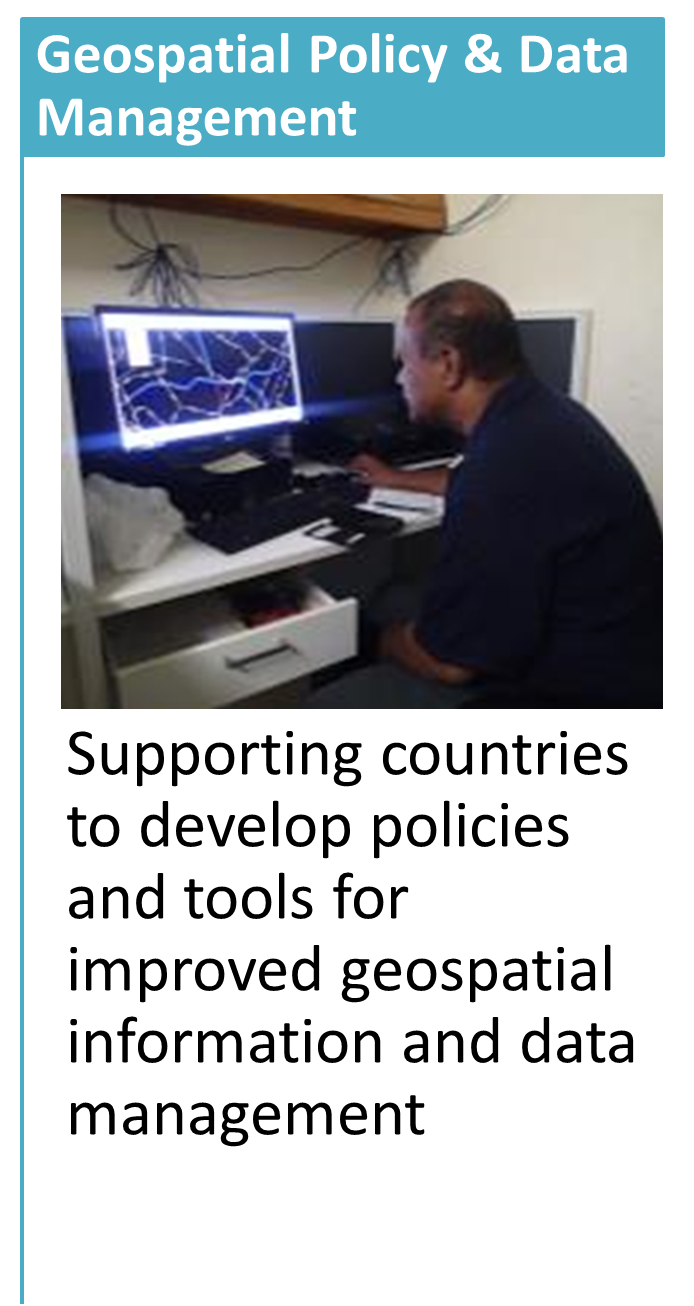 Geospatial Policy & Data
Management
Supporting countries
to develop policies
and tools for
improved geospatial
information and data
management